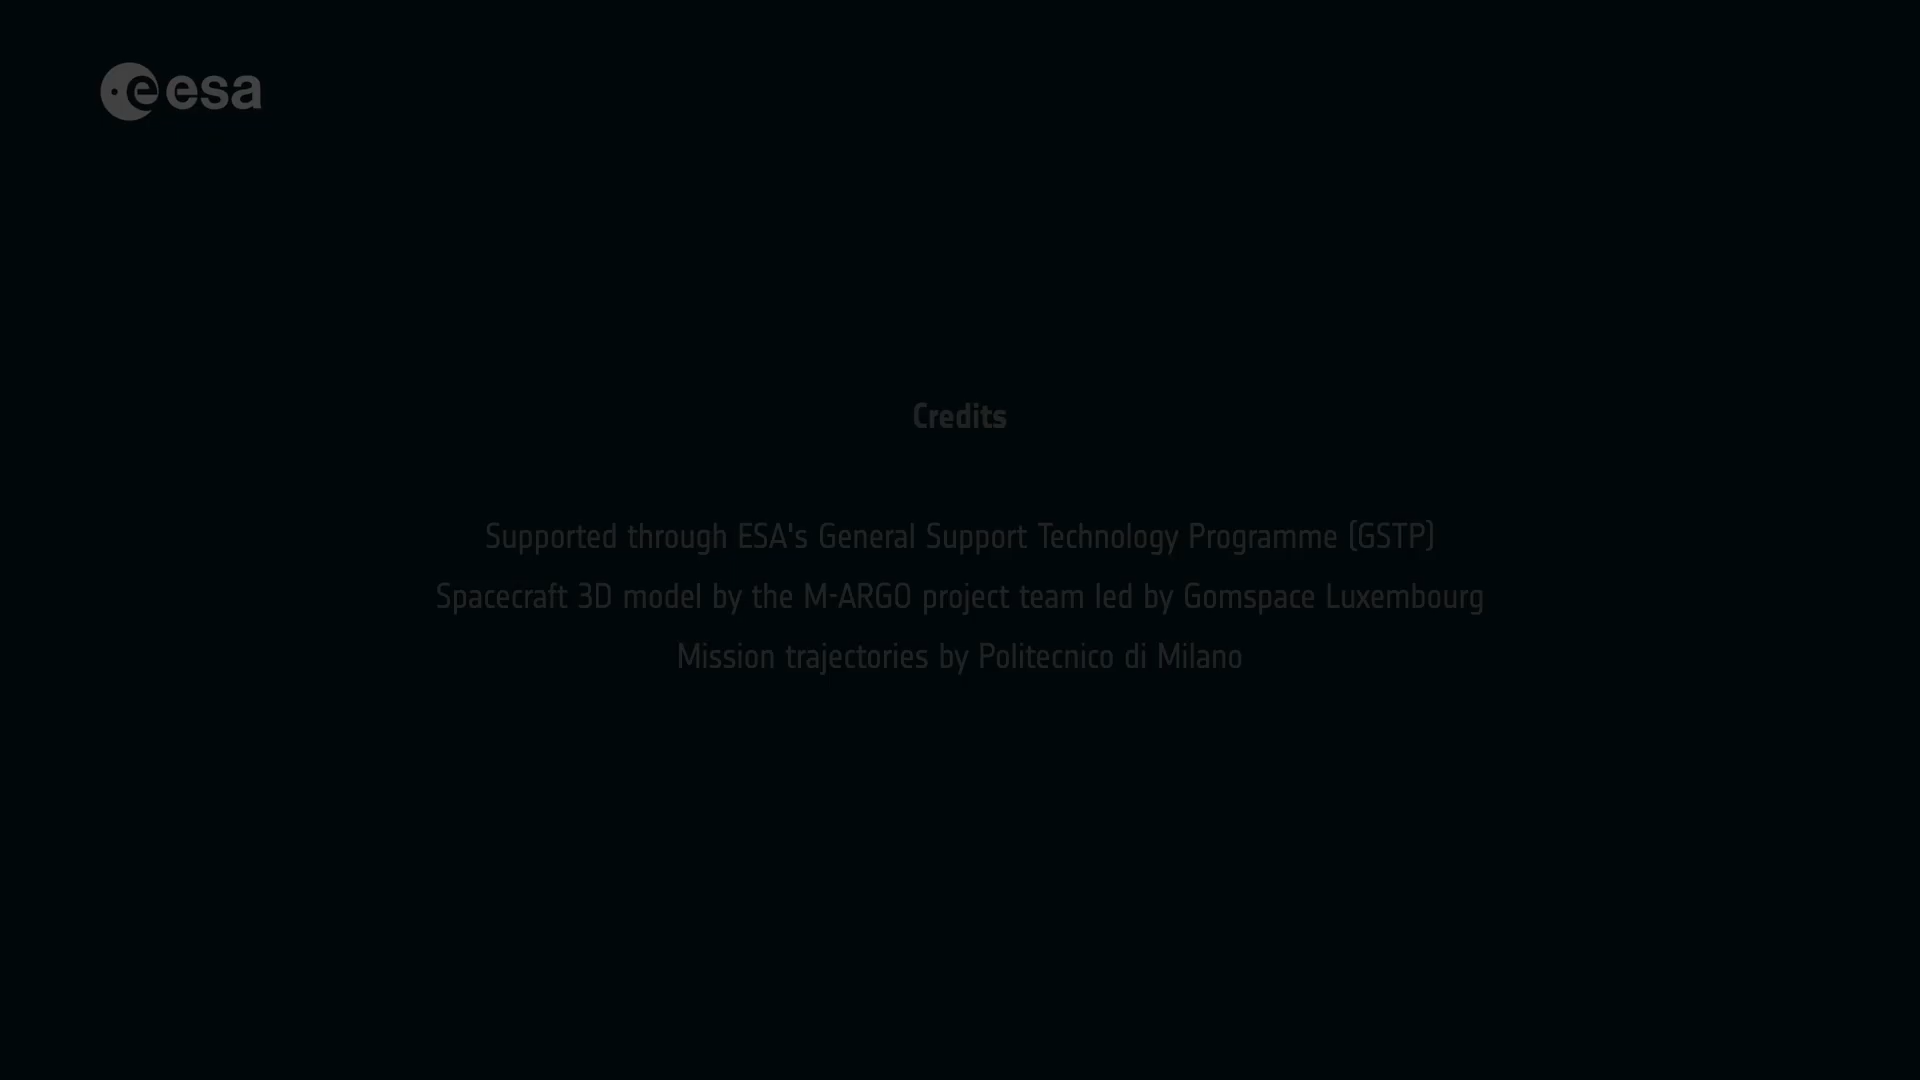 esa
Credits
Supported through ESA's General Support Technology Programme (GSTP)
Spacecraft 3D model by the M-ARGO project team led by Gomspace Luxembourg
Mission trajectories by Politecnico di Milano